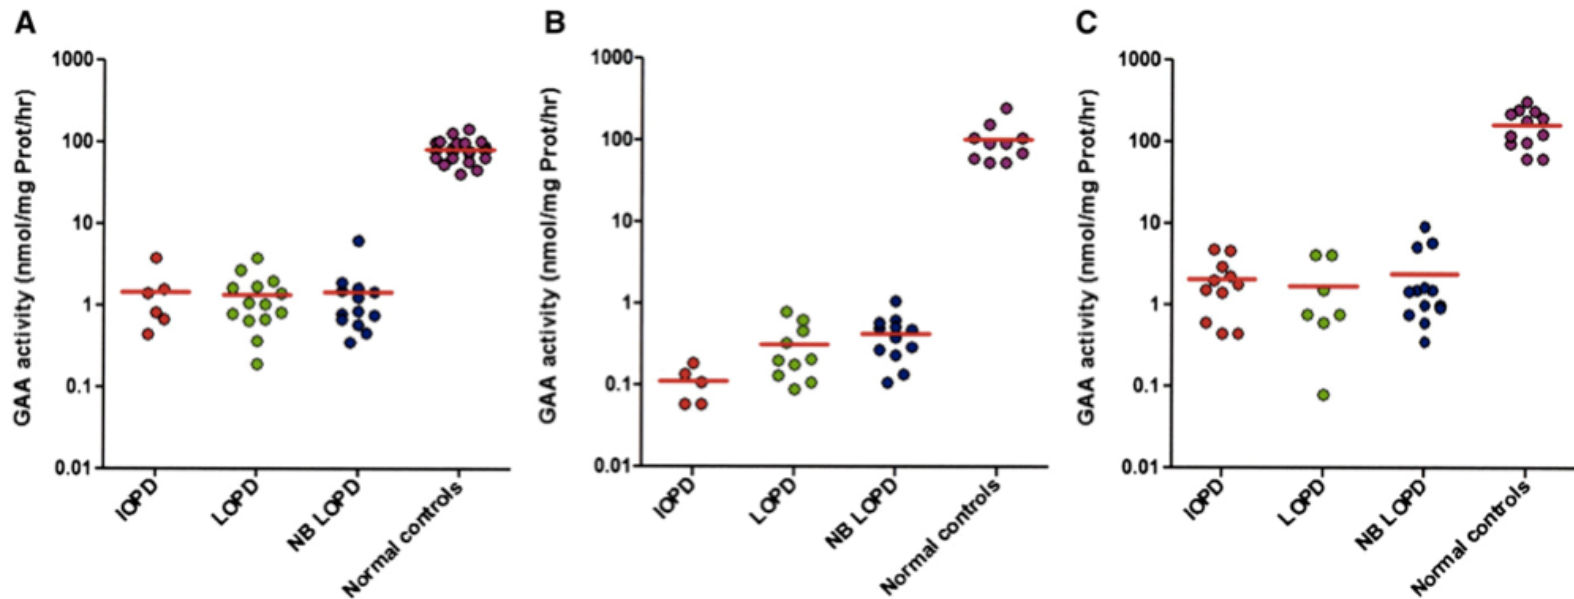 A
GAA activity (nmol/mg Prot/hr)
1000
100
10
1
0.1
0.01
IOPD
LOPD
NB LOPD
Normal controls
B
GAA activity (nmol/mg Prot/hr)
1000
100
10
1
0.1
0.01
IOPD
LOPD
NB LOPD
Normal controls
C
GAA activity (nmol/mg Prot/hr)
1000
100
10
1
0.1
0.01
IOPD
LOPD
NB LOPD
Normal controls